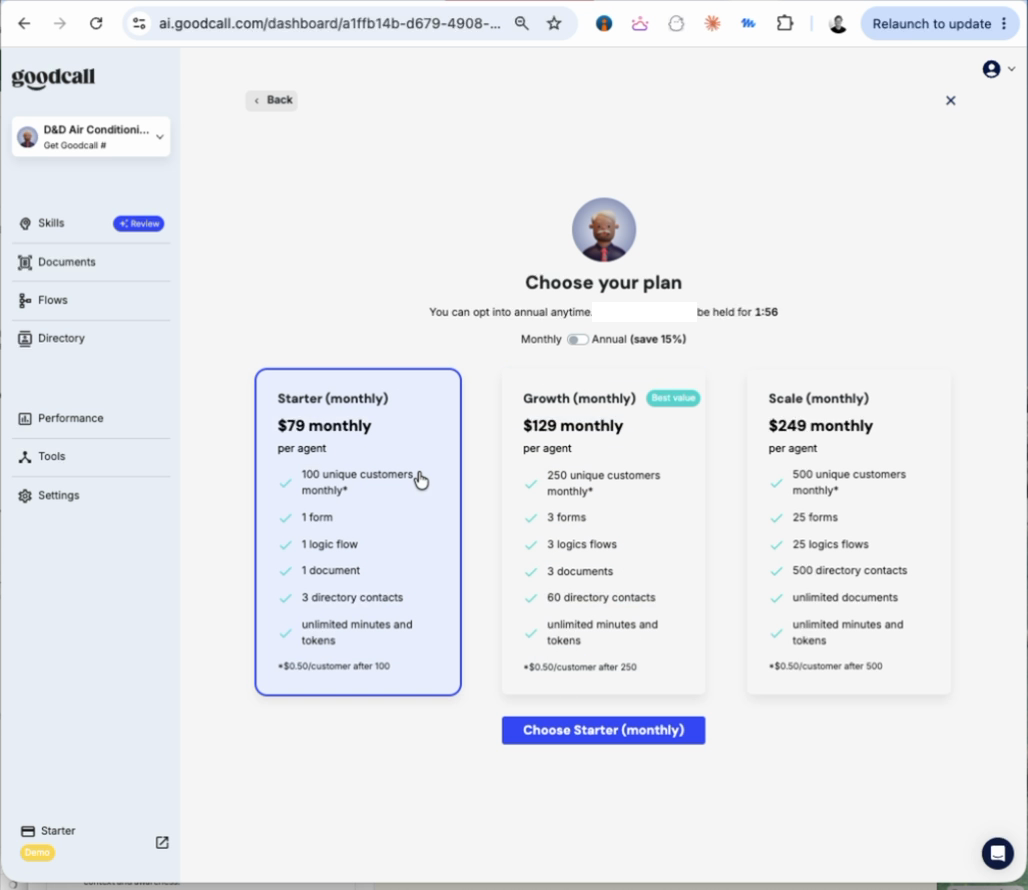 ai.goodcall.com/dashboard/a1ffb14b-d679-4908-...
Relaunch to update
goodcall
D&D Air Conditioni...
Get Goodcall #
Back
Skills
Review
Documents
Flows
Directory
Performance
Tools
Settings
Choose your plan
You can opt into annual anytime. be held for 1:56
Monthly Annual (save 15%)
Starter (monthly)
$79 monthly
per agent
100 unique customers
monthly*
1 form
1 logic flow
1 document
3 directory contacts
unlimited minutes and
tokens
*$0.50/customer after 100
Growth (monthly)
Best value
$129 monthly
per agent
250 unique customers
monthly*
3 forms
3 logics flows
3 documents
60 directory contacts
unlimited minutes and
tokens
*$0.50/customer after 250
Scale (monthly)
$249 monthly
per agent
500 unique customers
monthly*
25 forms
25 logics flows
500 directory contacts
unlimited documents
unlimited minutes and
tokens
*$0.50/customer after 500
Choose Starter (monthly)
Starter
Demo